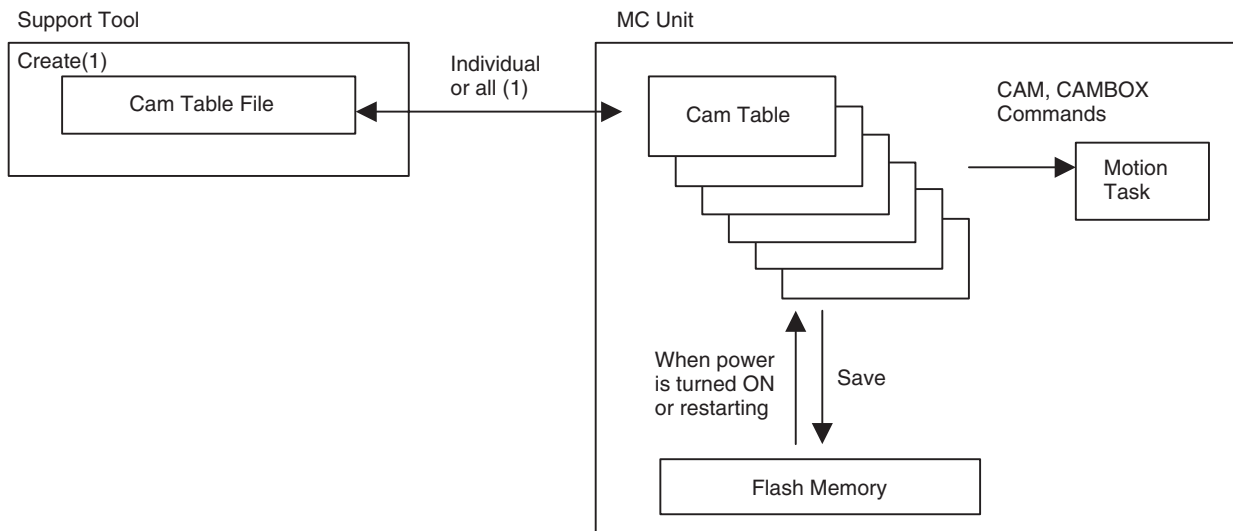 Support Tool
MC Unit
Create(1)
Cam Table File
Individual
or all (1)
Cam Table
CAM, CAMBOX
Commands
Motion
Task
When power
is turned ON
or restarting
Save
Flash Memory